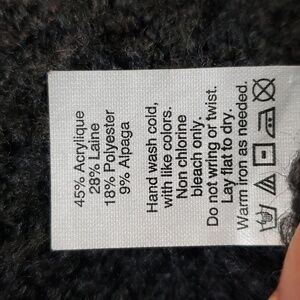 45% Acrylique
28% Laine
18% Polyester
9% Alpaga
Hand wash cold,
with like colors.
Non chlorine
bleach only.
Do not wring or twist.
Lay flat to dry.
Warm iron as needed.